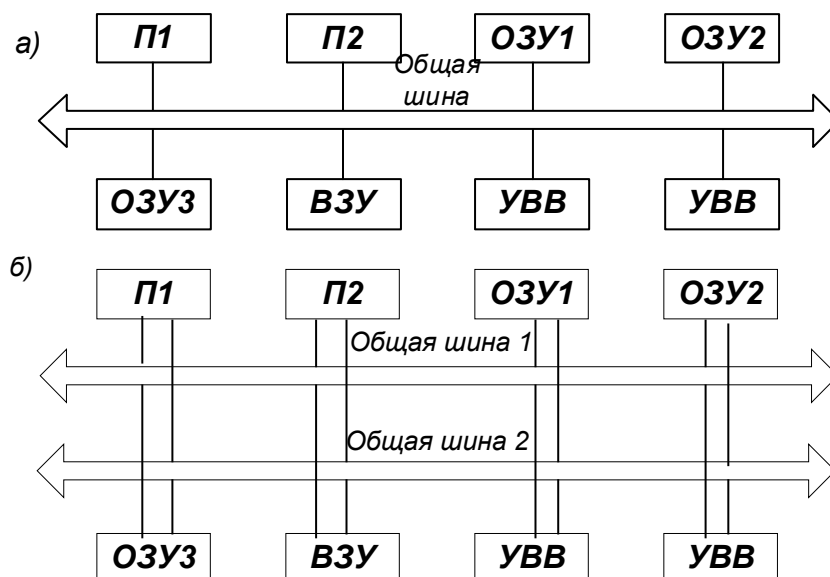 а)
П1 П2 ОЗУ1 ОЗУ2
Общая
шина
ОЗУ3 ВЗУ УВВ УВВ
б)
П1 П2 ОЗУ1 ОЗУ2
Общая шина 1
Общая шина 2
ОЗУ3 ВЗУ УВВ УВВ